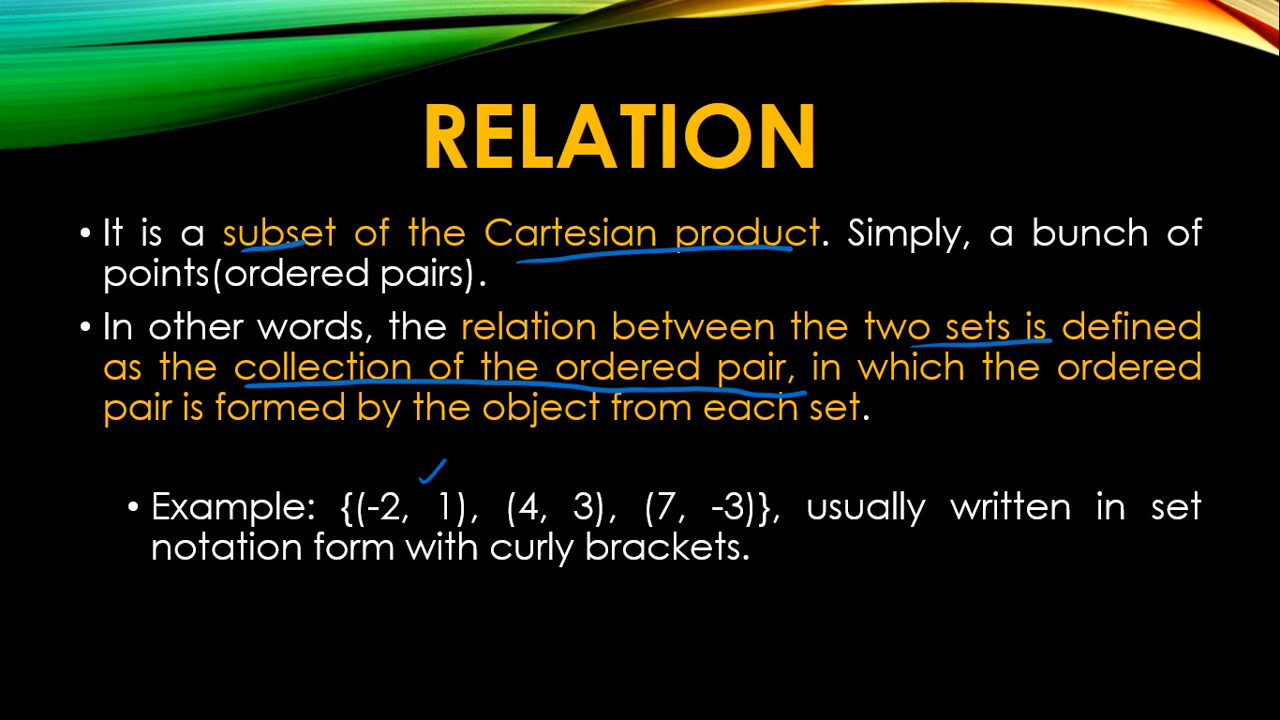 RELATION
• It is a subset of the Cartesian product. Simply, a bunch of
points(ordered pairs).
• In other words, the relation between the two sets is defined
as the collection of the ordered pair, in which the ordered
pair is formed by the object from each set.
• Example: {(-2, 1), (4, 3), (7, -3)}, usually written in set
notation form with curly brackets.